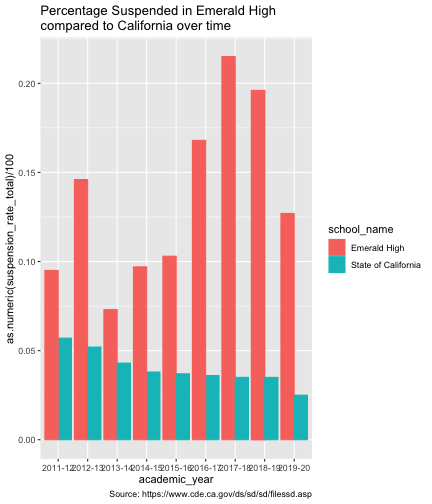 Percentage Suspended in Emerald High
compared to California over time
as.numeric(suspension_rate_total)/100
0.20
0.15
0.10
0.05
0.00
2011-12 2012-13 2013-14 2014-15 2015-16 2016-17 2017-18 2018-19 2019-20
academic_year
school_name
Emerald High
State of California
Source: https://www.cde.ca.gov/ds/sd/sd/filessd.asp